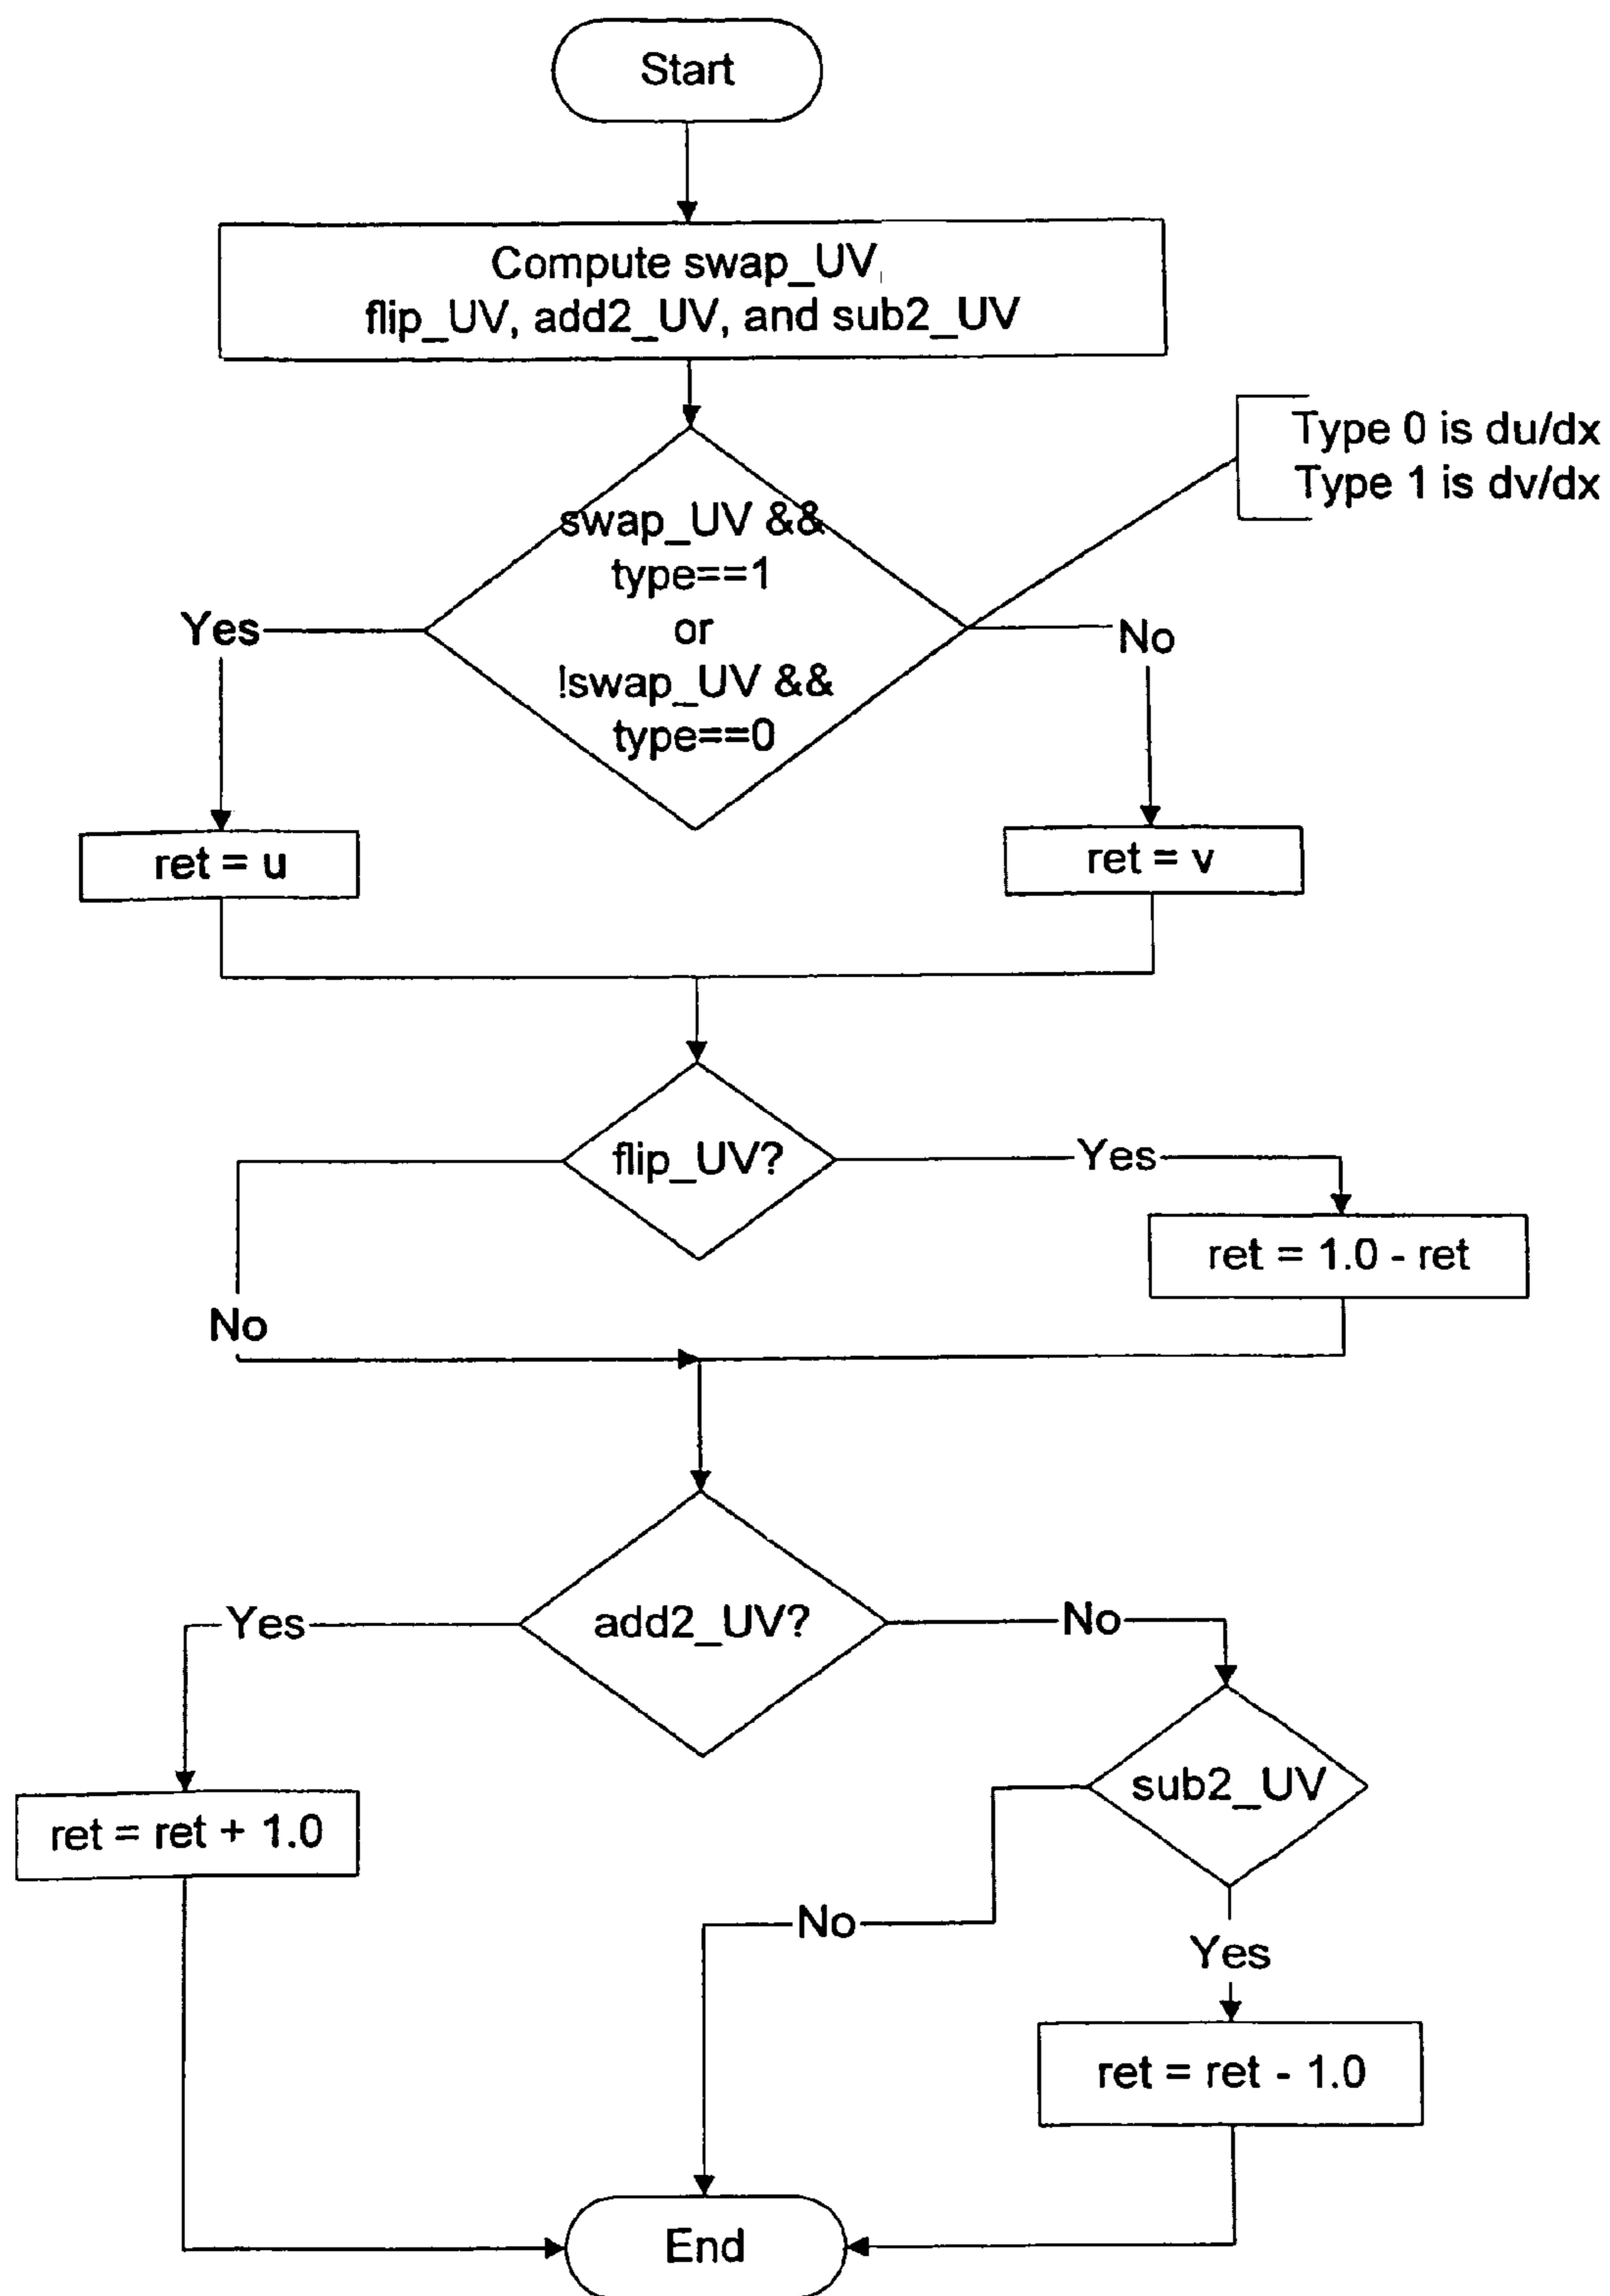 Start
Compute swap_UV,
flip_UV, add2_UV, and sub2_UV
Type 0 is du/dx
Type 1 is dv/dx
swap_UV &&
type==1
or
!swap_UV &&
type==0
Yes
No
ret = u
ret = v
flip_UV?
Yes
ret = 1.0 - ret
No
add2_UV?
Yes
No
sub2_UV
ret = ret + 1.0
No
Yes
ret = ret - 1.0
End